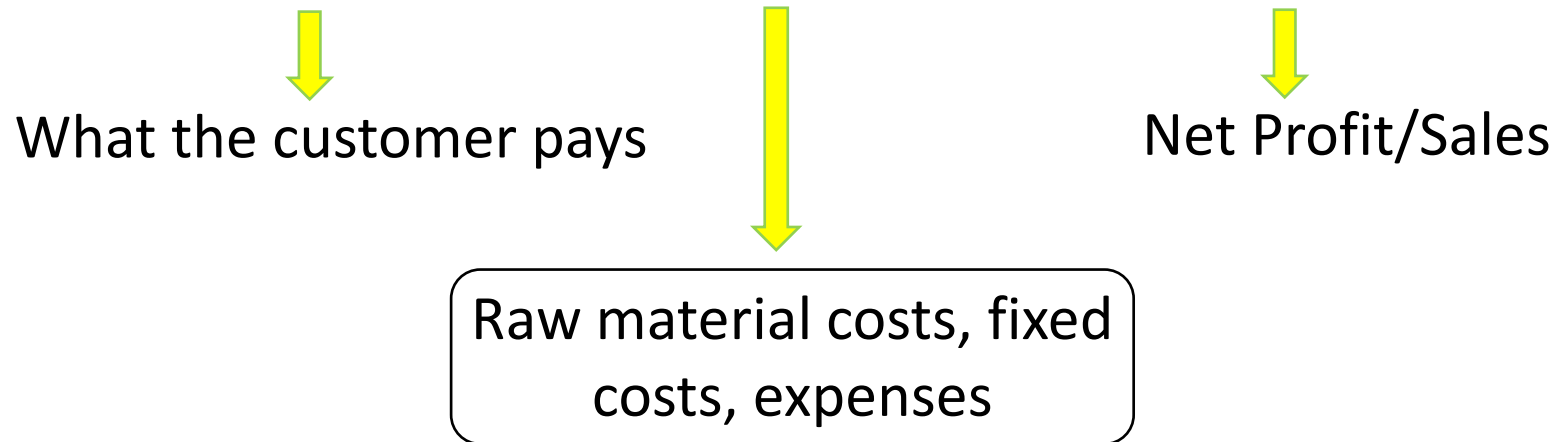 What the customer pays
Net Profit/Sales
Raw material costs, fixed
costs, expenses